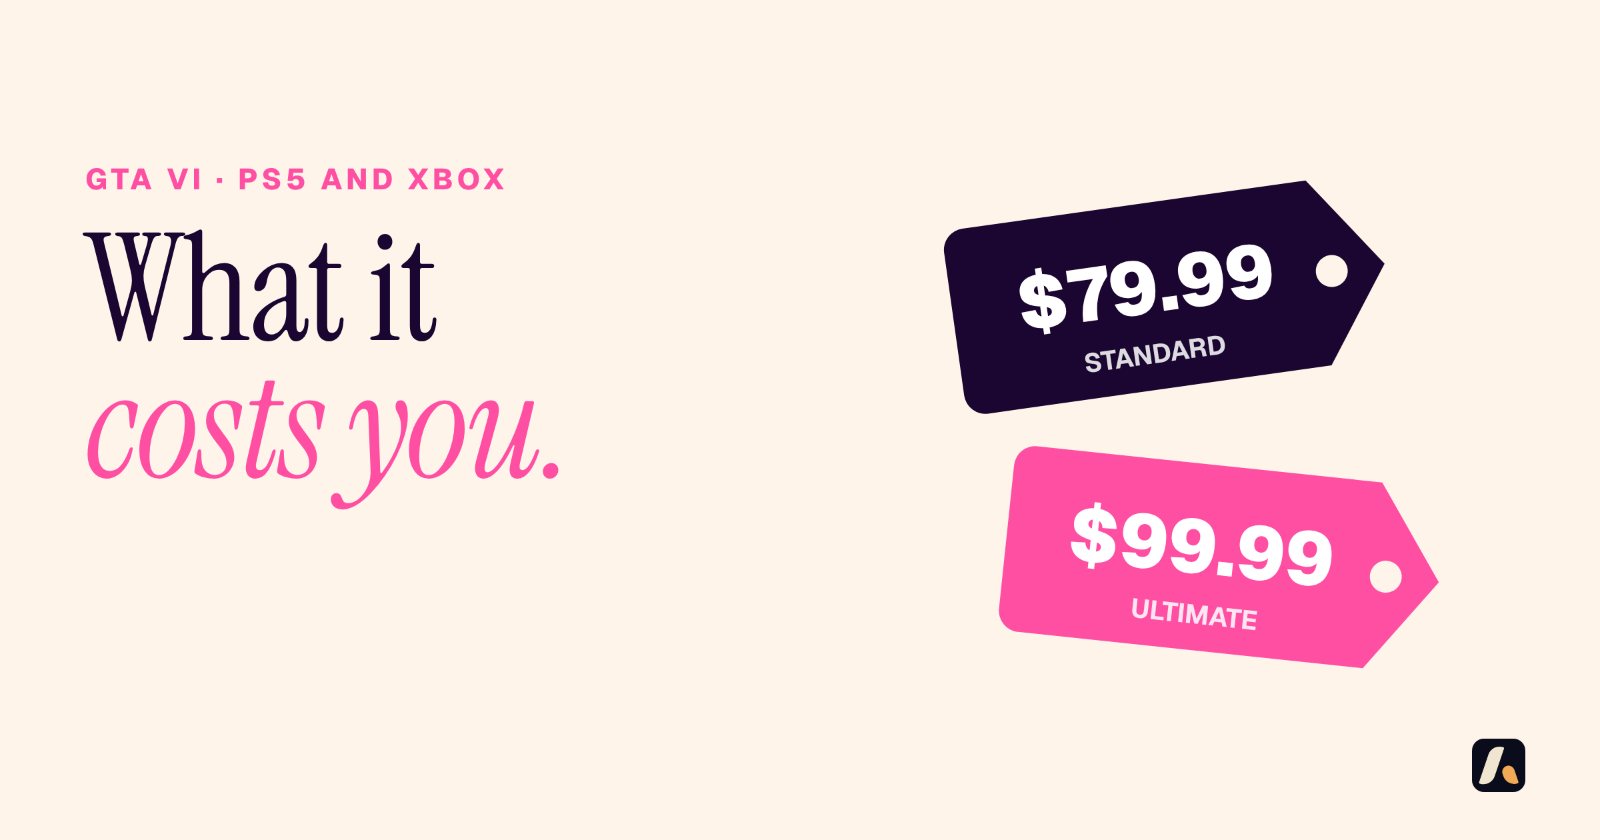 GTA VI · PS5 AND XBOX
What it
costs you.
$79.99
STANDARD
$99.99
ULTIMATE